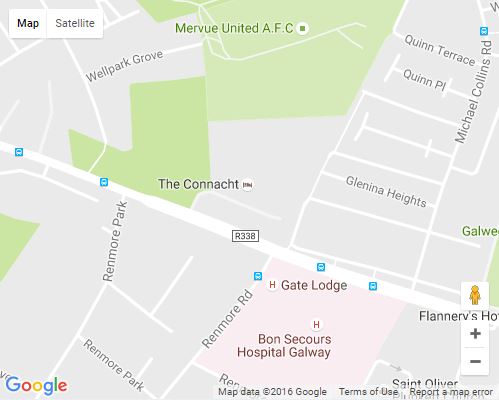 Map Satellite
Mervue United A.F.C
Quinn Terrace
Wellpark Grove
Quinn Pl
Michael Collins Rd
The Connacht
Glenina Heights
Renmore Park
R338
Galwe
Gate Lodge
Renmore Rd
Flannery's Ho
Bon Secours
Hospital Galway
Renmore Park
Saint Oliver
Google
Map data ©2016 Google Terms of Use Report a map error